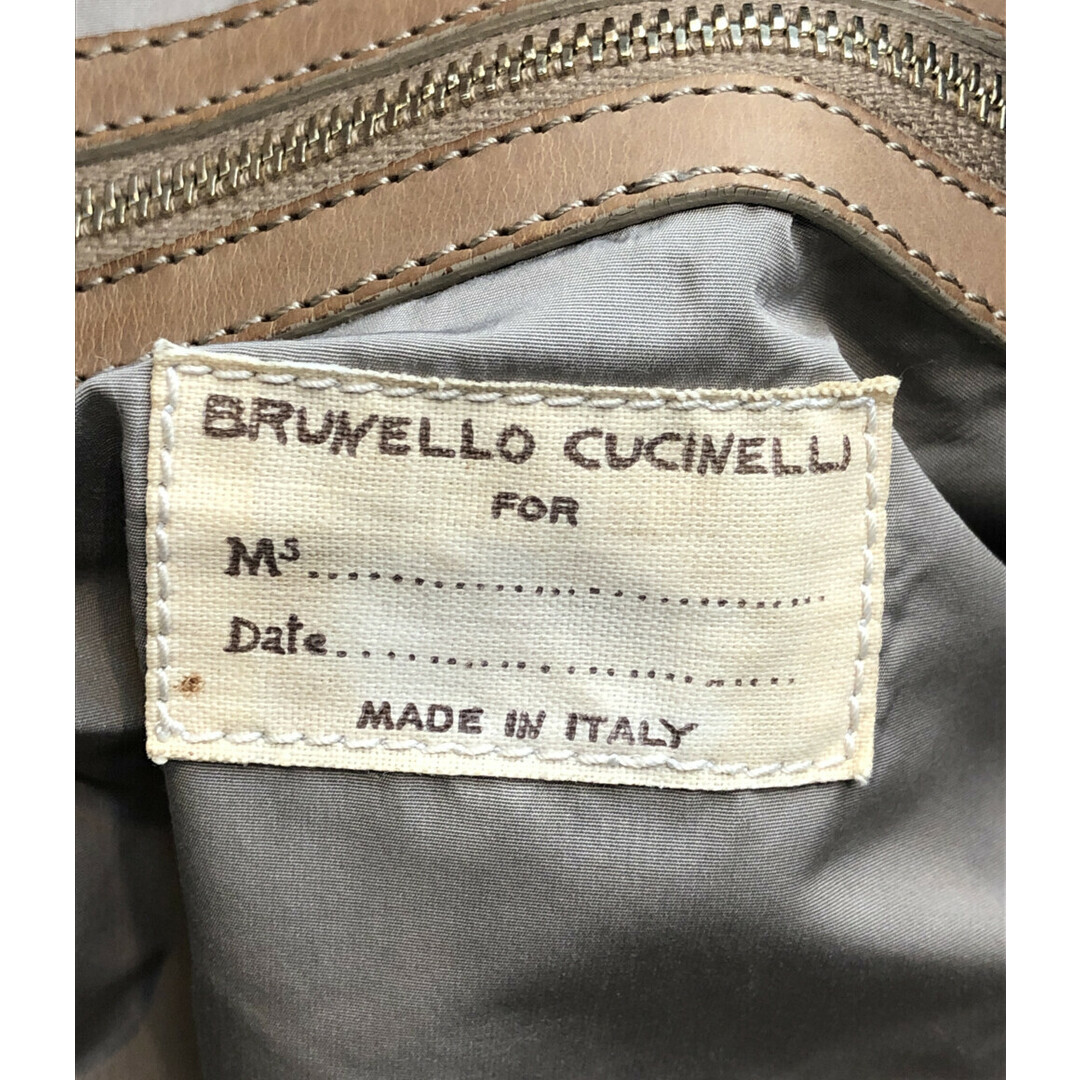 BRUNELLO CUCINELLI
FOR
Ms................................
Date..............................
MADE IN ITALY